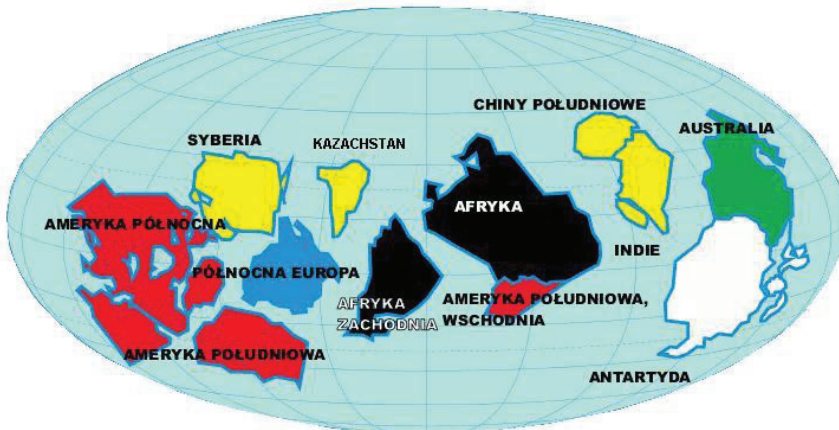 CHINY POŁUDNIOWE
AUSTRALIA
SYBERIA
KAZACHSTAN
AFRYKA
AMERYKA PÓŁNOCNA
INDIE
PÓŁNOCNA EUROPA
AFRYKA
ZACHODNIA
AMERYKA POŁUDNIOWA,
WSCHODNIA
AMERYKA POŁUDNIOWA
ANTARTYDA